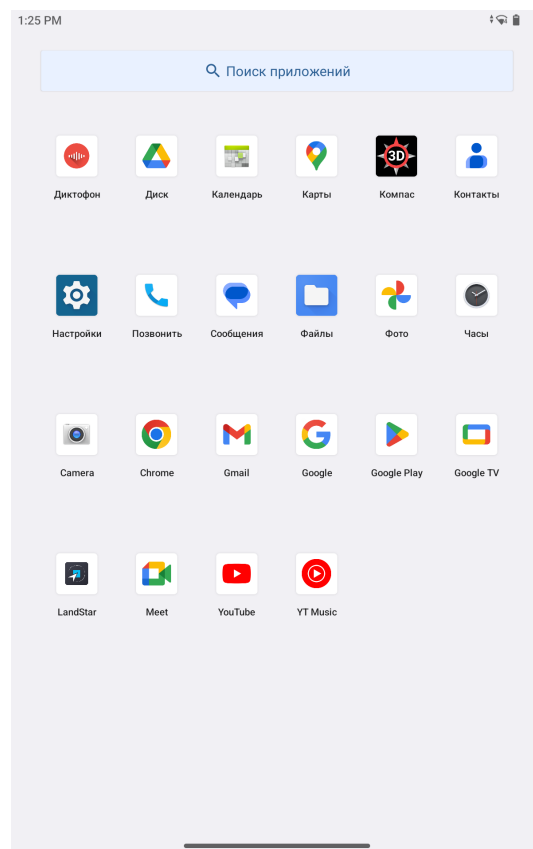 1:25 PM
Поиск приложений
Диктофон Диск Календарь Карты Компас Контакты
3D
Настройки Позвонить Сообщения Файлы Фото Часы
Camera Chrome Gmail Google Google Play Google TV
LandStar Meet YouTube YT Music